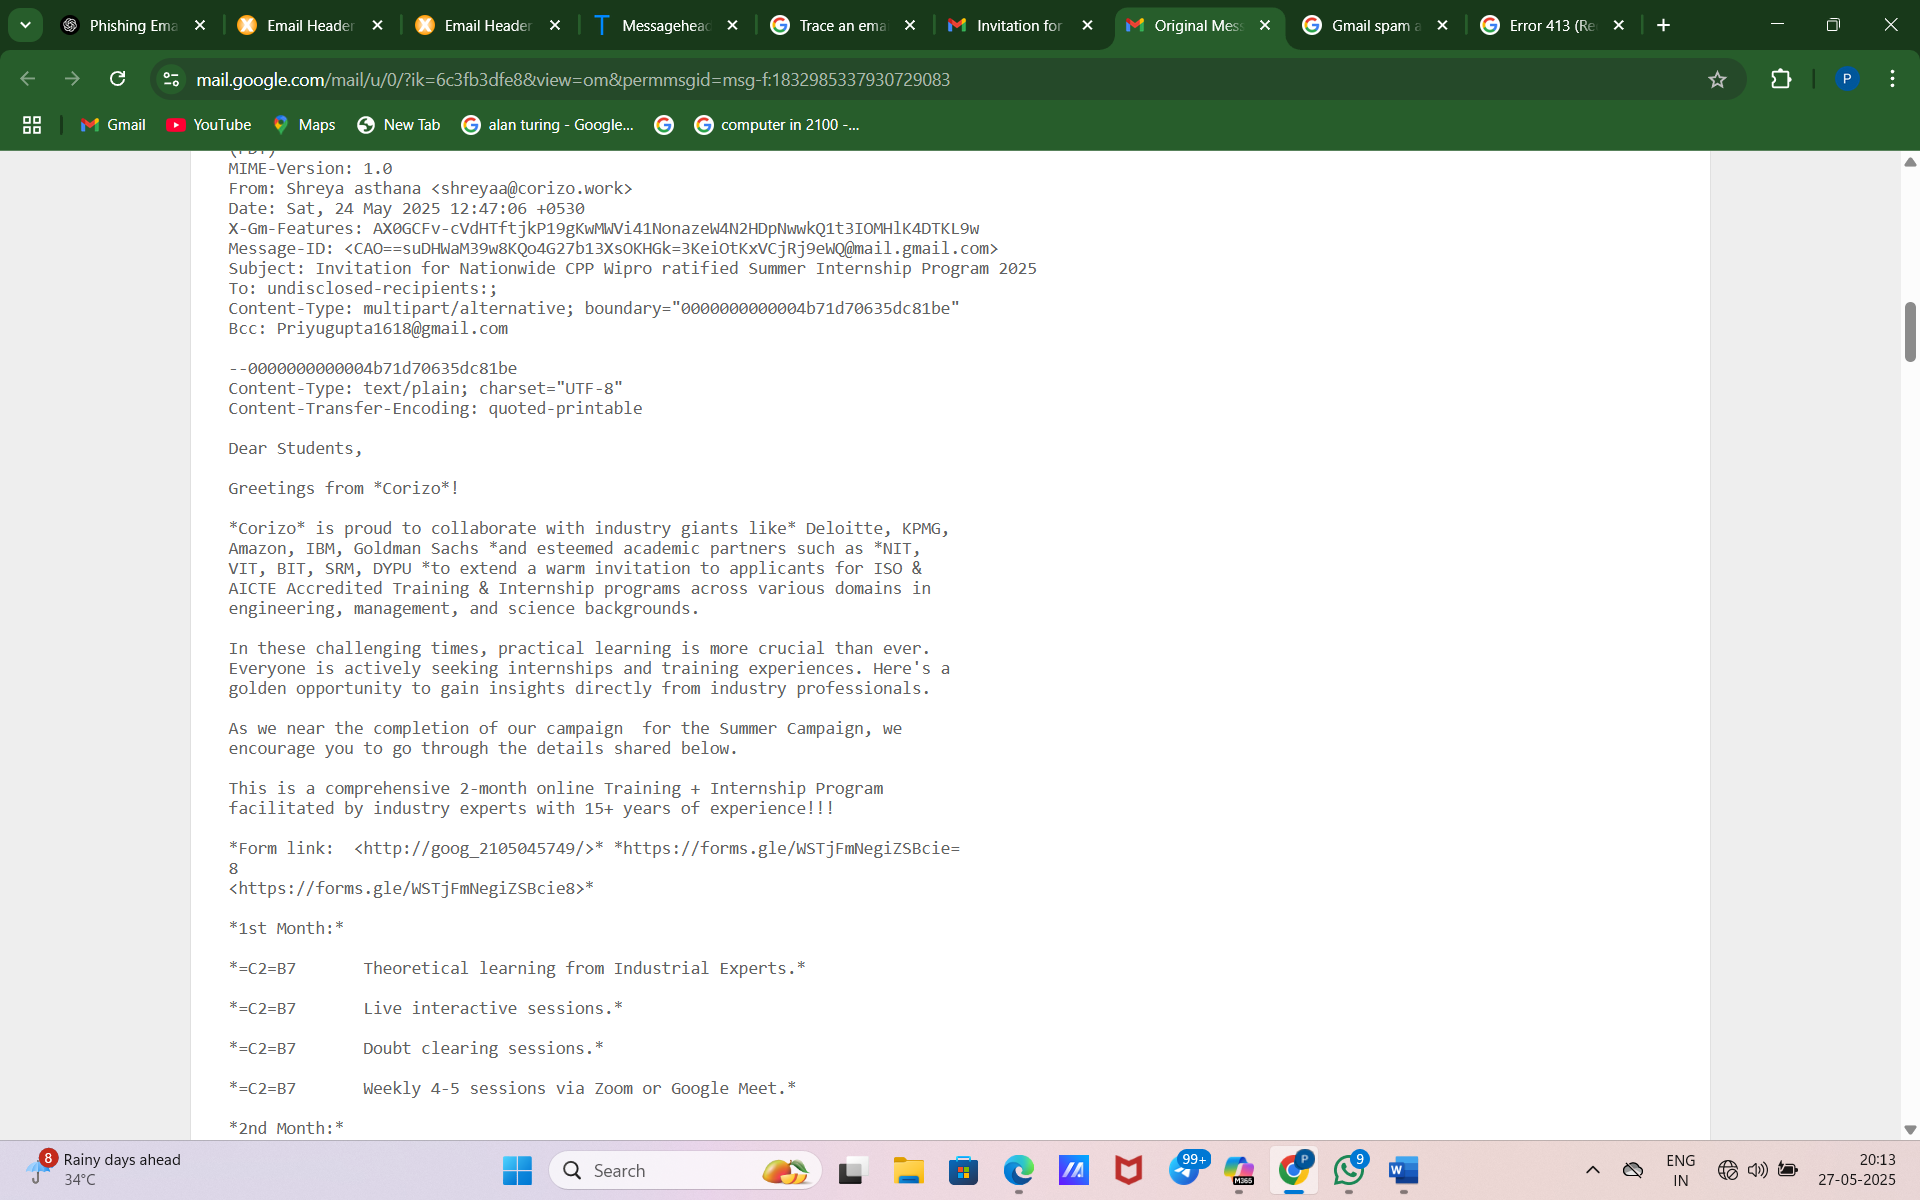 Phishing Ema
Email Header
Email Header
Messagehead
Trace an emai
Invitation for
Original Mess
Gmail spam a
Error 413 (Re
mail.google.com/mail/u/0/?ik=6c3fb3dfe8&view=om&permmsgid=msg-f:1832985337930729083
P
Gmail
YouTube
Maps
New Tab
alan turing - Google...
computer in 2100 -...
(PDT)
MIME-Version: 1.0
From: Shreya asthana <shreyaa@corizo.work>
Date: Sat, 24 May 2025 12:47:06 +0530
X-Gm-Features: AX0GCFv-cVdHTftjkP19gKwMWVi41NonazeW4N2HDpNwwkQ1t3IOMHlK4DTKL9w
Message-ID: <CAO==suDHWaM39w8KQo4G27b13XsOKHGk=3KeiOtKxVCjRj9eWQ@mail.gmail.com>
Subject: Invitation for Nationwide CPP Wipro ratified Summer Internship Program 2025
To: undisclosed-recipients:;
Content-Type: multipart/alternative; boundary="0000000000004b71d70635dc81be"
Bcc: Priyugupta1618@gmail.com
--0000000000004b71d70635dc81be
Content-Type: text/plain; charset="UTF-8"
Content-Transfer-Encoding: quoted-printable
Dear Students,
Greetings from *Corizo*!
*Corizo* is proud to collaborate with industry giants like* Deloitte, KPMG,
Amazon, IBM, Goldman Sachs *and esteemed academic partners such as *NIT,
VIT, BIT, SRM, DYPU *to extend a warm invitation to applicants for ISO &
AICTE Accredited Training & Internship programs across various domains in
engineering, management, and science backgrounds.
In these challenging times, practical learning is more crucial than ever.
Everyone is actively seeking internships and training experiences. Here's a
golden opportunity to gain insights directly from industry professionals.
As we near the completion of our campaign  for the Summer Campaign, we
encourage you to go through the details shared below.
This is a comprehensive 2-month online Training + Internship Program
facilitated by industry experts with 15+ years of experience!!!
*Form link:  <http://goog_2105045749/>* *https://forms.gle/WSTjFmNegiZSBcie=
8
<https://forms.gle/WSTjFmNegiZSBcie8>*
*1st Month:*
*=C2=B7       Theoretical learning from Industrial Experts.*
*=C2=B7       Live interactive sessions.*
*=C2=B7       Doubt clearing sessions.*
*=C2=B7       Weekly 4-5 sessions via Zoom or Google Meet.*
*2nd Month:*
8
Rainy days ahead
34°C
Search
99+
M365
P
9
ENG
IN
20:13
27-05-2025